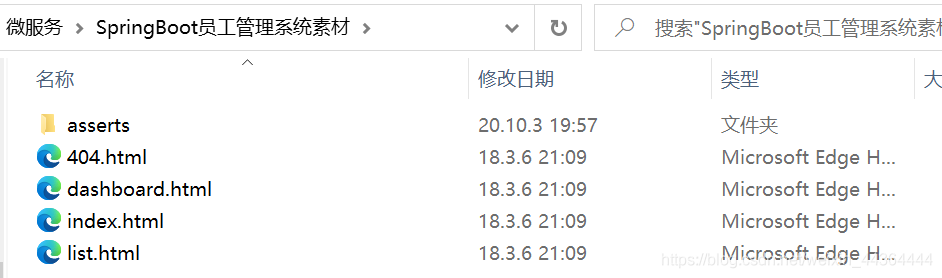 微服务 > SpringBoot员工管理系统素材 >
搜索"SpringBoot员工管理系统素材
名称 修改日期 类型 大
asserts 20.10.3 19:57 文件夹
404.html 18.3.6 21:09 Microsoft Edge H...
dashboard.html 18.3.6 21:09 Microsoft Edge H...
index.html 18.3.6 21:09 Microsoft Edge H...
list.html 18.3.6 21:09 Microsoft Edge H...